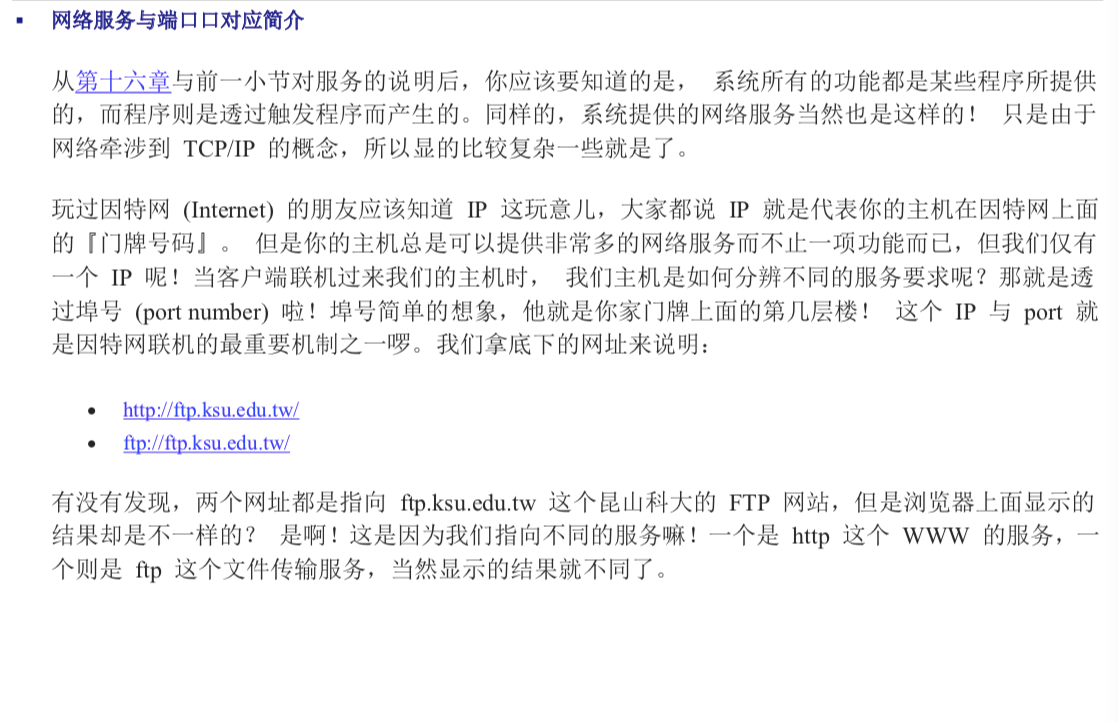 ▪ 网络服务与端口口对应简介
从第十六章与前一小节对服务的说明后，你应该要知道的是， 系统所有的功能都是某些程序所提供
的，而程序则是透过触发程序而产生的。同样的，系统提供的网络服务当然也是这样的！ 只是由于
网络牵涉到 TCP/IP 的概念，所以显的比较复杂一些就是了。
玩过因特网 (Internet) 的朋友应该知道 IP 这玩意儿，大家都说 IP 就是代表你的主机在因特网上面
的『门牌号码』。 但是你的主机总是可以提供非常多的网络服务而不止一项功能而已，但我们仅有
一个 IP 呢！当客户端联机过来我们的主机时， 我们主机是如何分辨不同的服务要求呢？那就是透
过埠号 (port number) 啦！埠号简单的想象，他就是你家门牌上面的第几层楼！ 这个 IP 与 port 就
是因特网联机的最重要机制之一啰。我们拿底下的网址来说明：
• http://ftp.ksu.edu.tw/
• ftp://ftp.ksu.edu.tw/
有没有发现，两个网址都是指向 ftp.ksu.edu.tw 这个昆山科大的 FTP 网站，但是浏览器上面显示的
结果却是不一样的？ 是啊！这是因为我们指向不同的服务嘛！一个是 http 这个 WWW 的服务，一
个则是 ftp 这个文件传输服务，当然显示的结果就不同了。